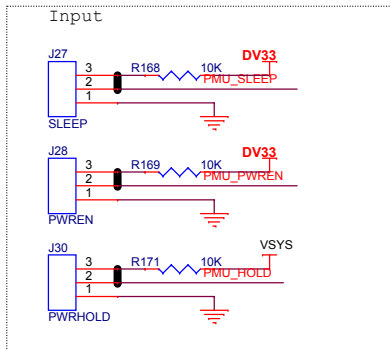 Input
J27
DV33
3 R168 10K
2 PMU_SLEEP
1
SLEEP
J28
DV33
3 R169 10K
2 PMU_PWREN
1
PWREN
J30
VSYS
3 R171 10K
2 PMU_HOLD
1
PWRHOLD